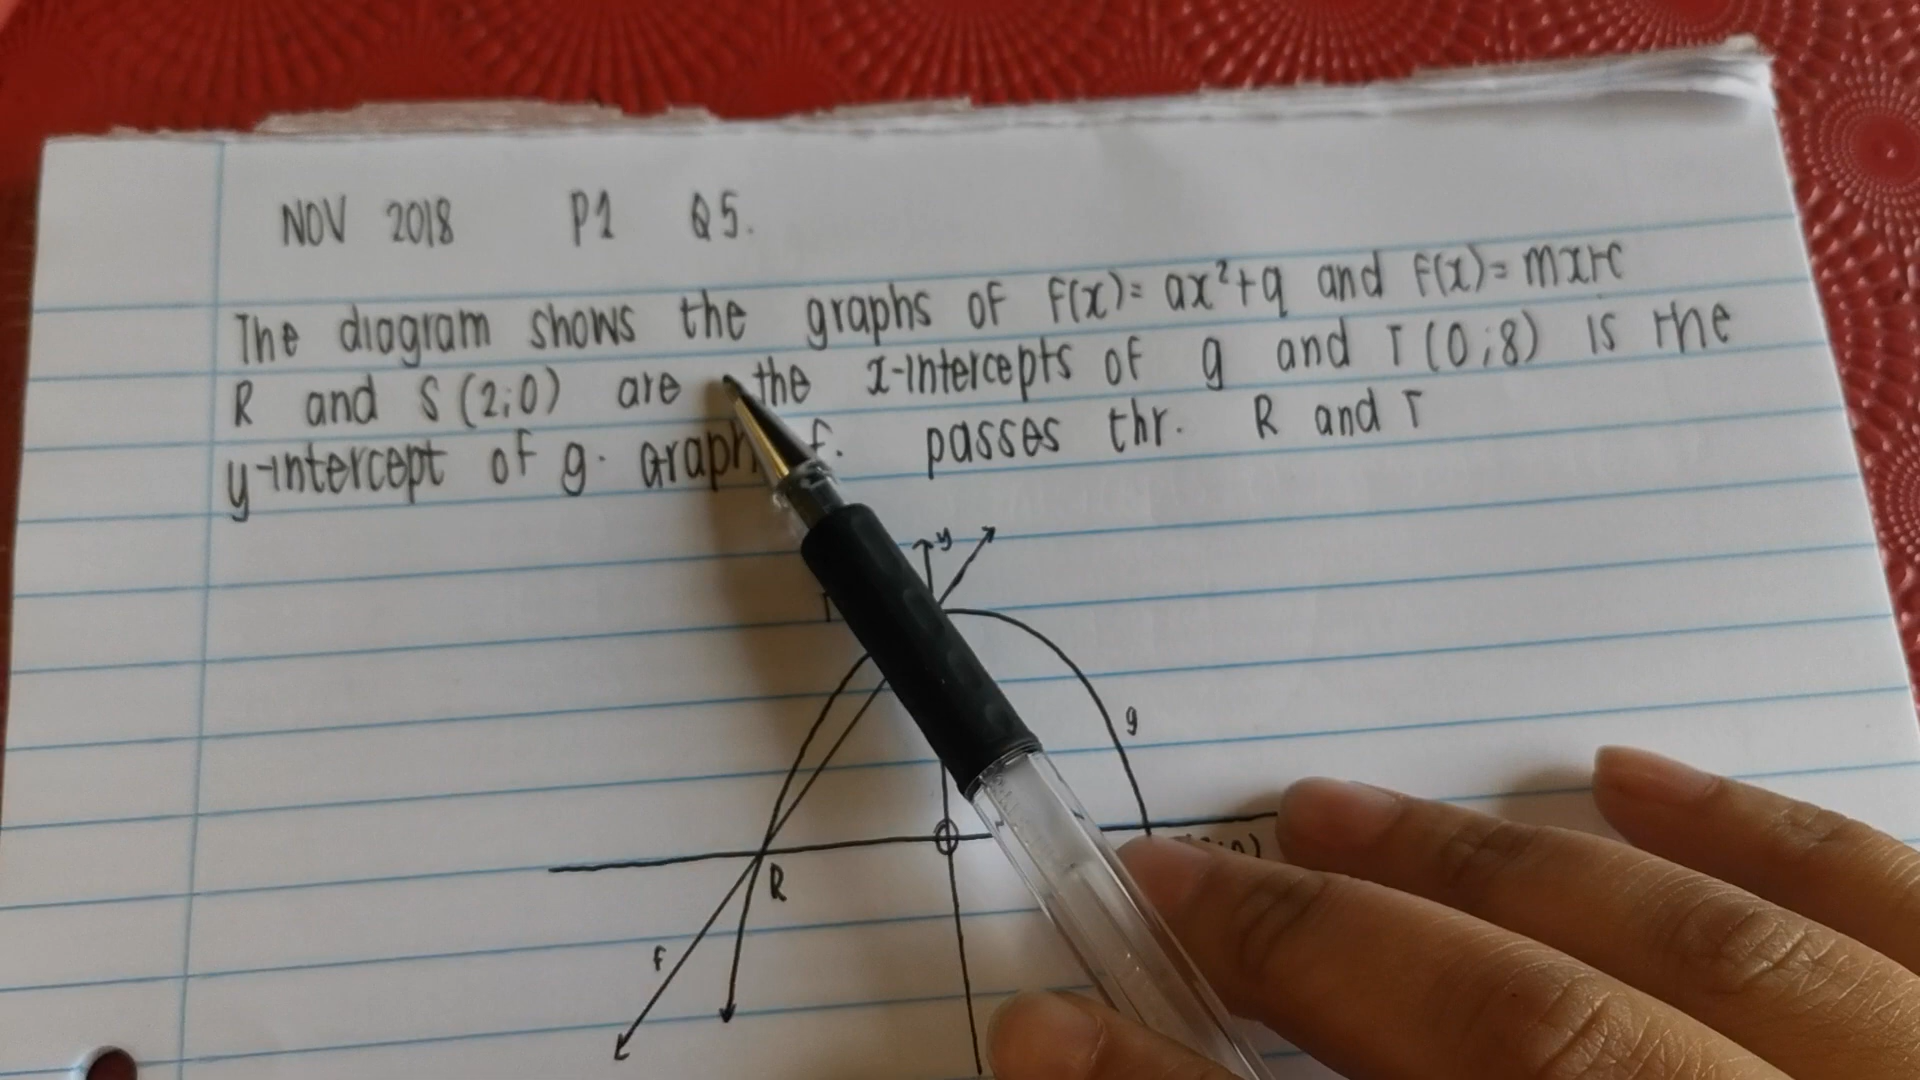 NOV 2018 P1 Q5.
The diagram shows the graphs of f(x)= ax²+q and f(x)= mx+c
R and S (2;0) are the x-intercepts of g and T (0;8) is the
y-intercept of g. Graph f. passes thr. R and T
y
g
R
f